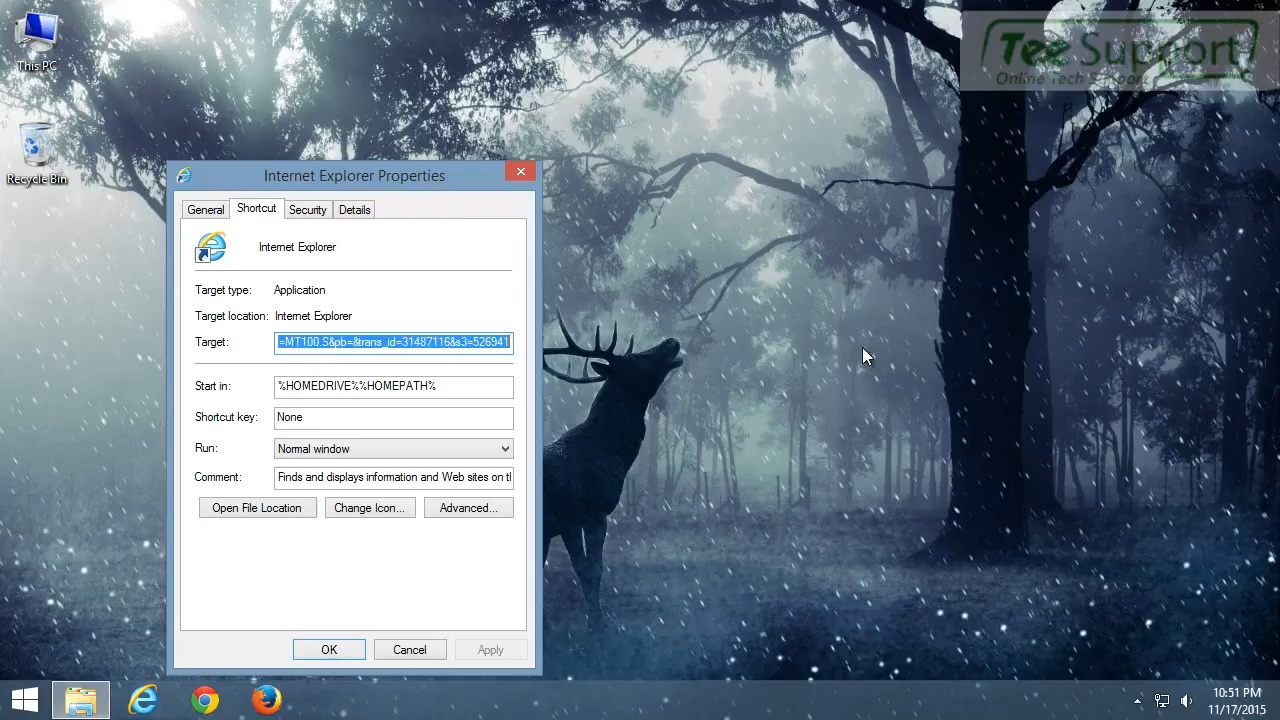 This PC
Recycle Bin
Tee Support
Online Tech Support
Internet Explorer Properties
General Shortcut Security Details
Internet Explorer
Target type: Application
Target location: Internet Explorer
Target: =MT100.S&pb=&trans_id=31487116&s3=526941
Start in: %HOMEDRIVE%%HOMEPATH%
Shortcut key: None
Run: Normal window
Comment: Finds and displays information and Web sites on tl
Open File Location Change Icon... Advanced...
OK Cancel Apply
10:51 PM
11/17/2015